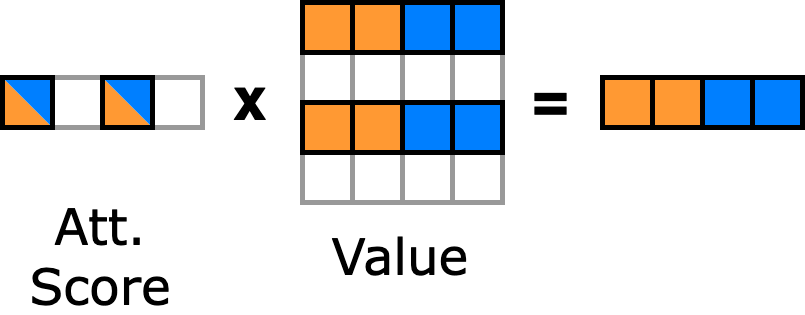 x
=
Att.
Score
Value